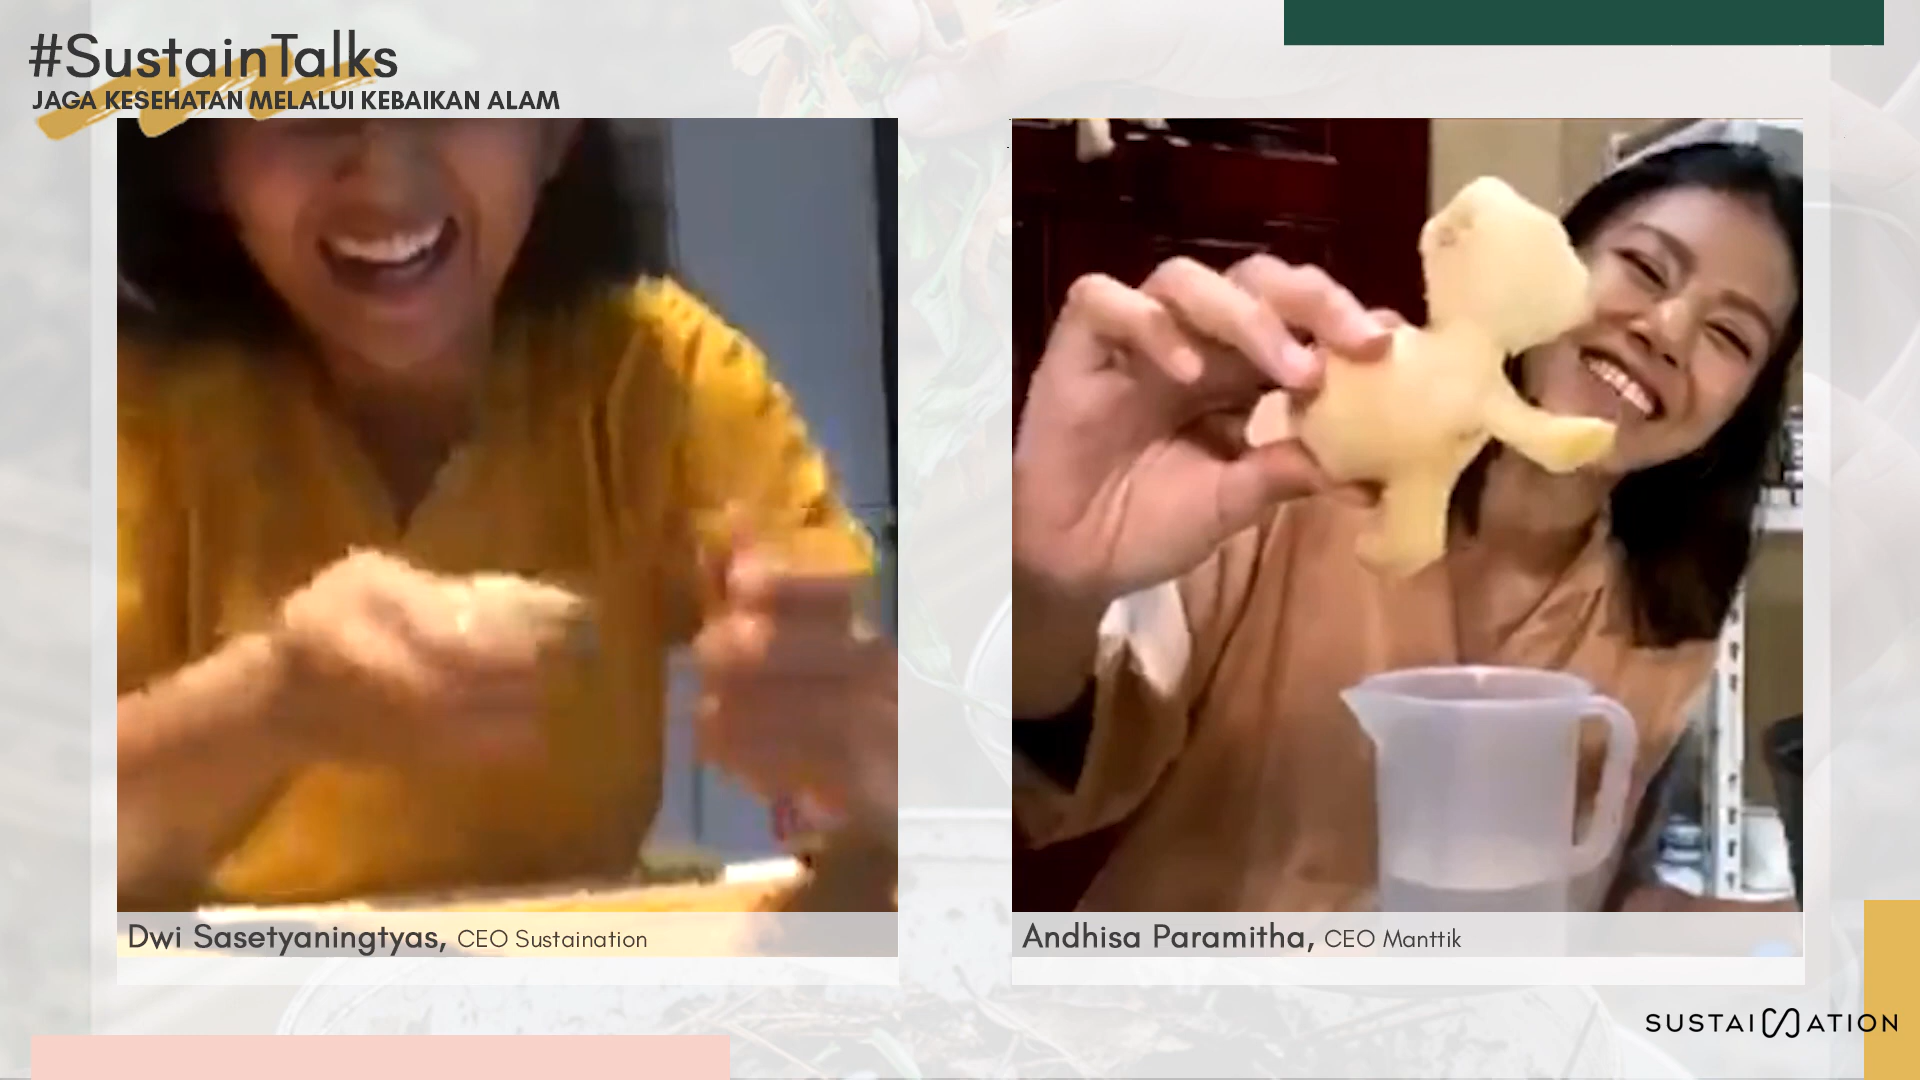 #SustainTalks
JAGA KESEHATAN MELALUI KEBAIKAN ALAM
Dwi Sasetyaningtyas, CEO Sustaination
Andhisa Paramitha, CEO Manttik
SUSTAINATION